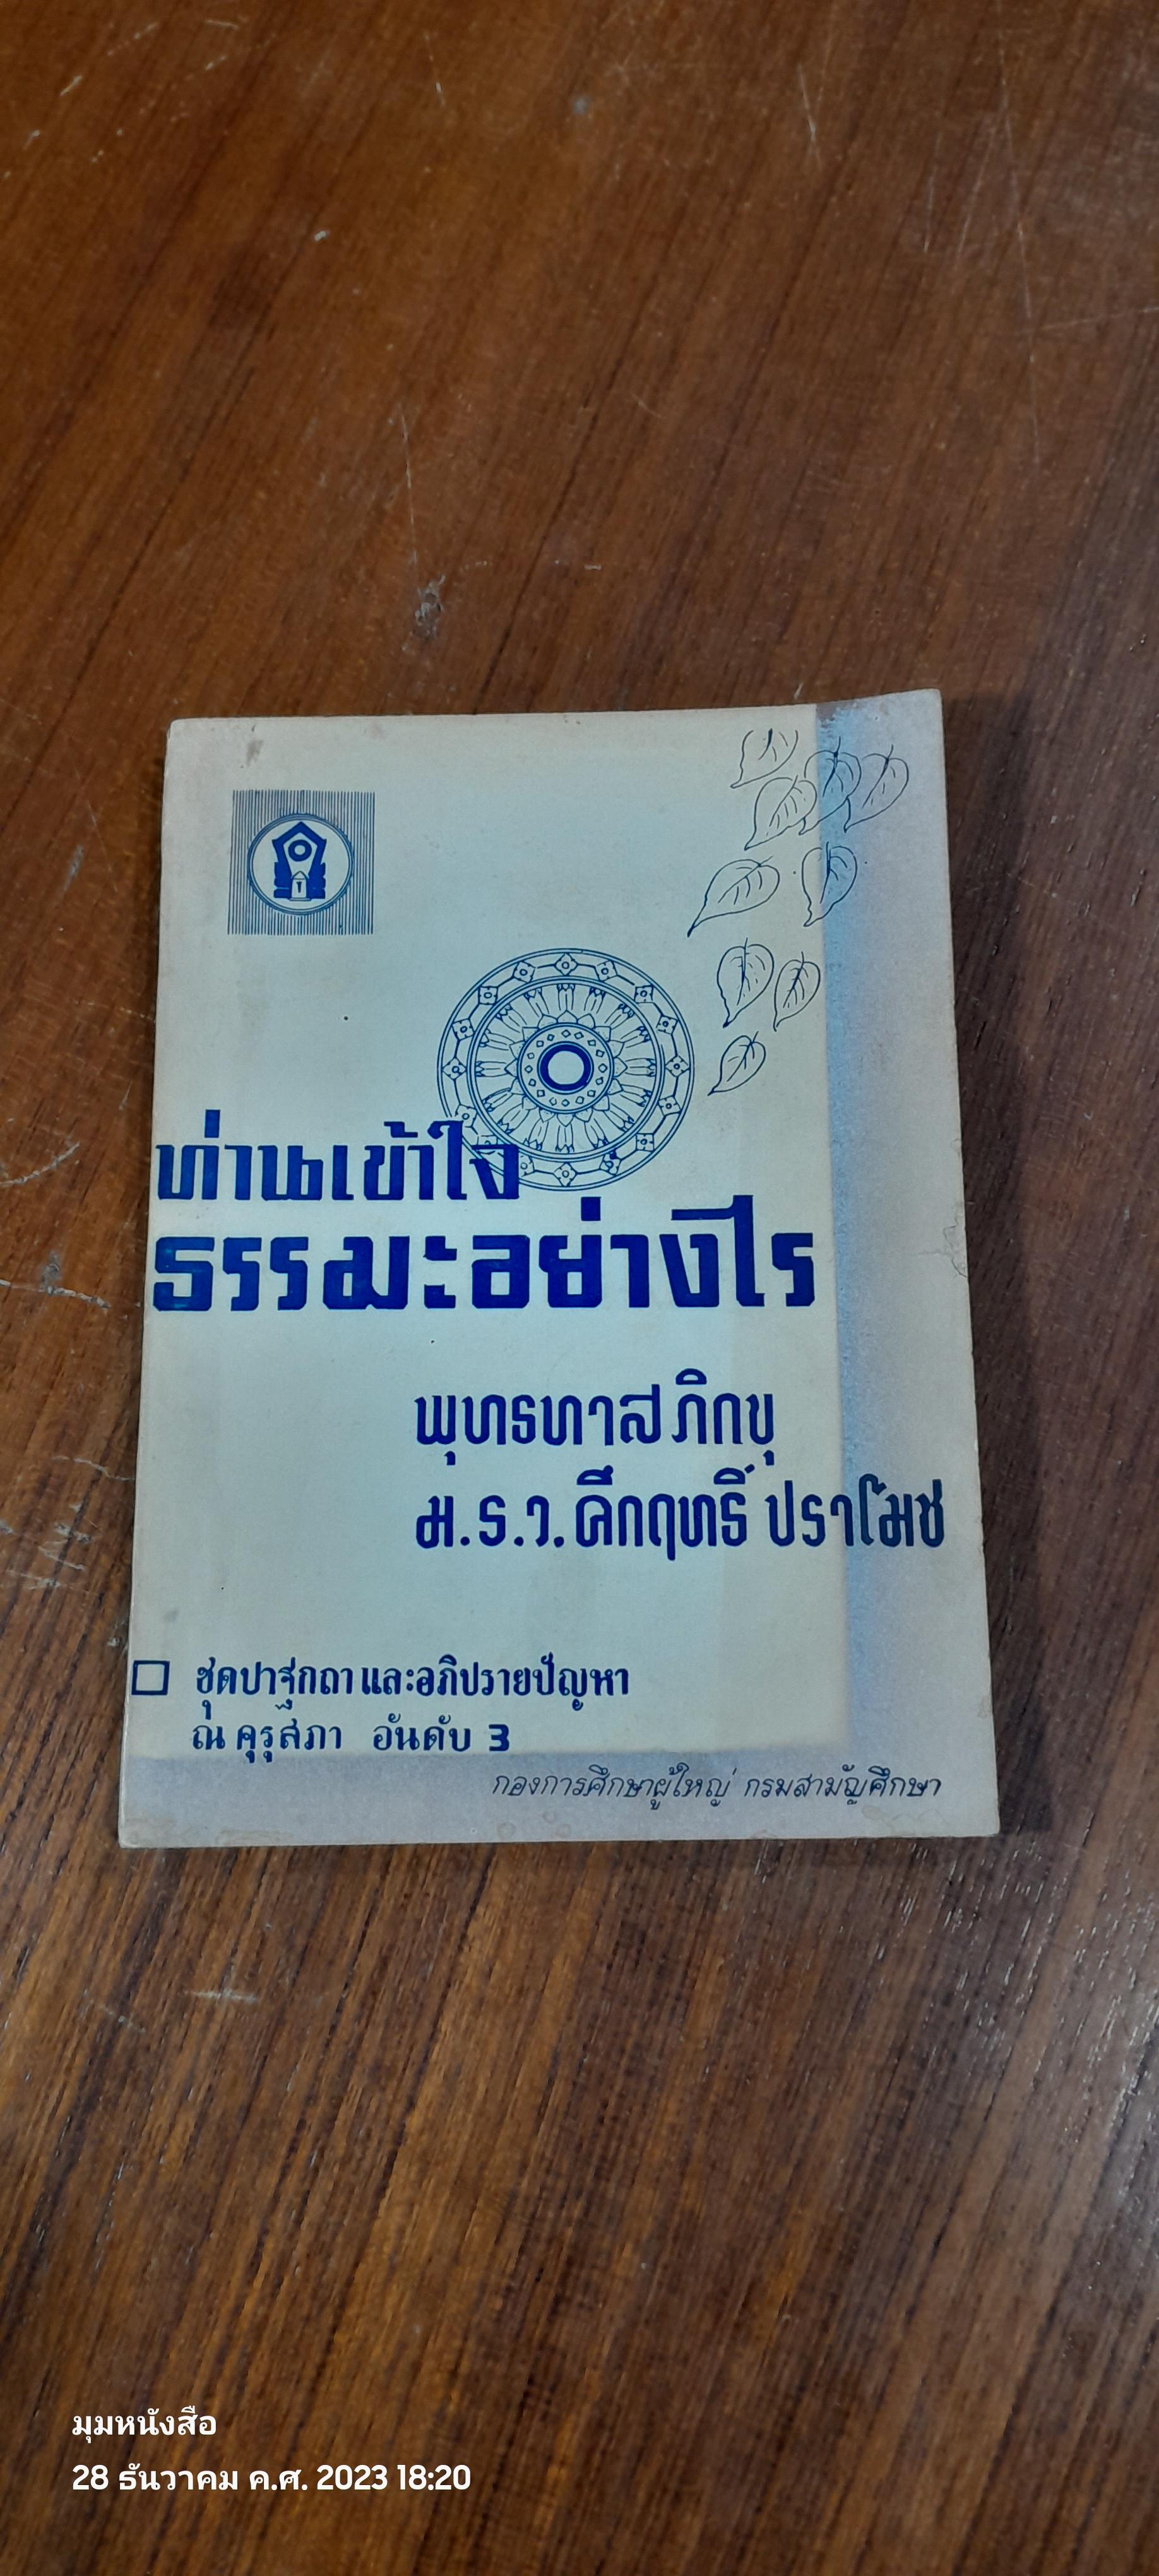 ท่านเข้าใจ
ธรรมะอย่างไร
พุทธทาสภิกขุ
ม.ร.ว.คึกฤทธิ์ ปราโมช
ชุดปาฐกถาและอภิปรายปัญหา
ณ คุรุสภา อันดับ 3
กองการศึกษาผู้ใหญ่ กรมสามัญศึกษา
มุมหนังสือ
28 ธันวาคม ค.ศ. 2023 18:20